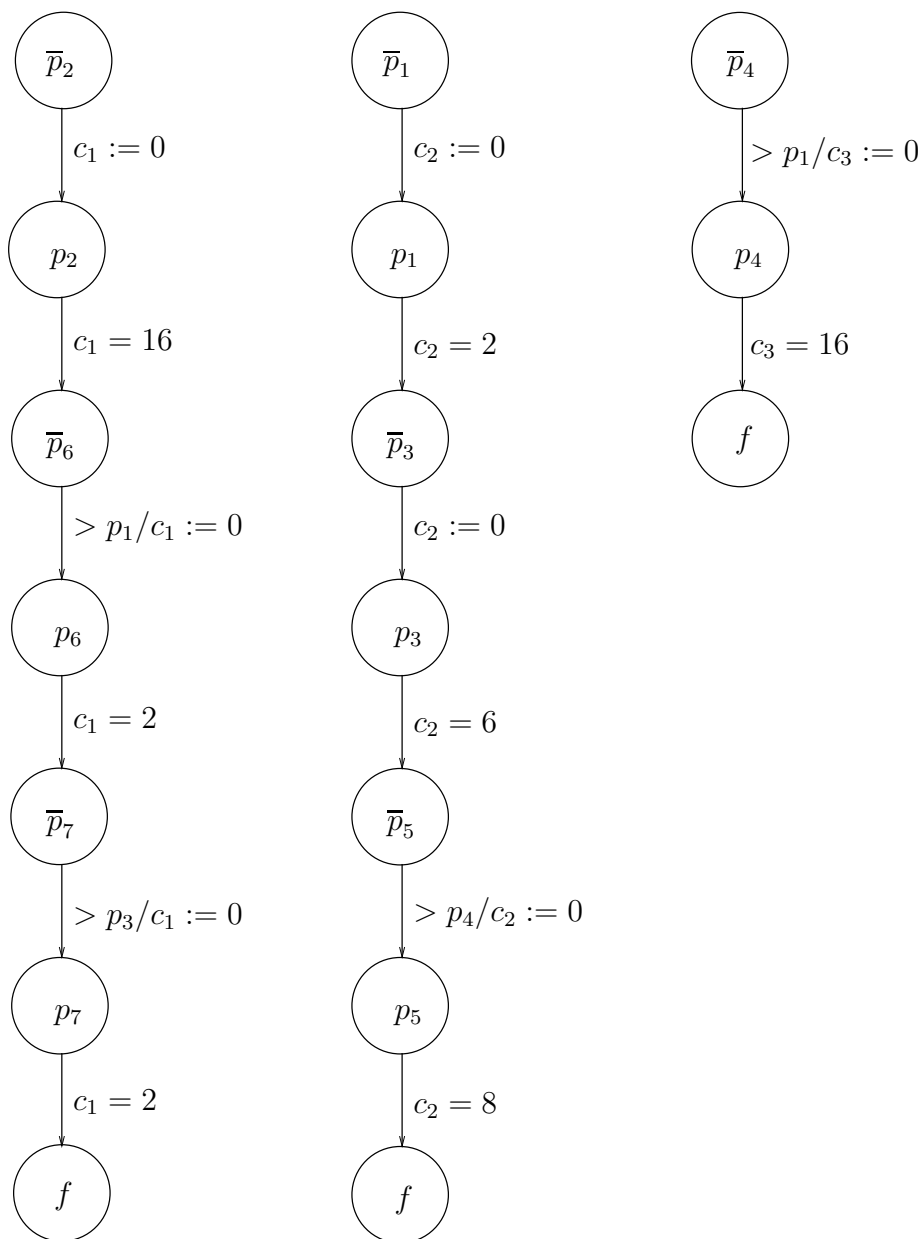 p̅₂
c₁ := 0
p₂
c₁ = 16
p̅₆
> p₁/c₁ := 0
p₆
c₁ = 2
p̅₇
> p₃/c₁ := 0
p₇
c₁ = 2
f
p̅₁
c₂ := 0
p₁
c₂ = 2
p̅₃
c₂ := 0
p₃
c₂ = 6
p̅₅
> p₄/c₂ := 0
p₅
c₂ = 8
f
p̅₄
> p₁/c₃ := 0
p₄
c₃ = 16
f